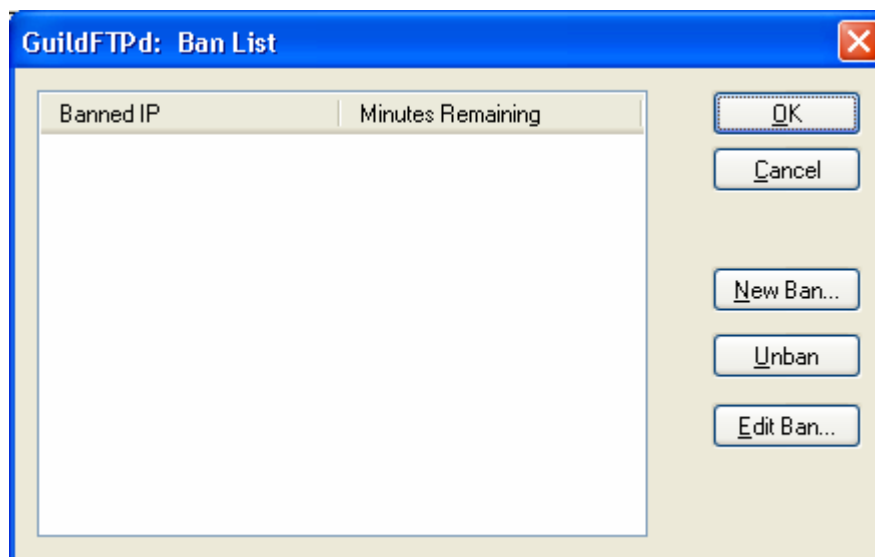 GuildFTPd: Ban List
Banned IP Minutes Remaining
OK
Cancel
New Ban...
Unban
Edit Ban...